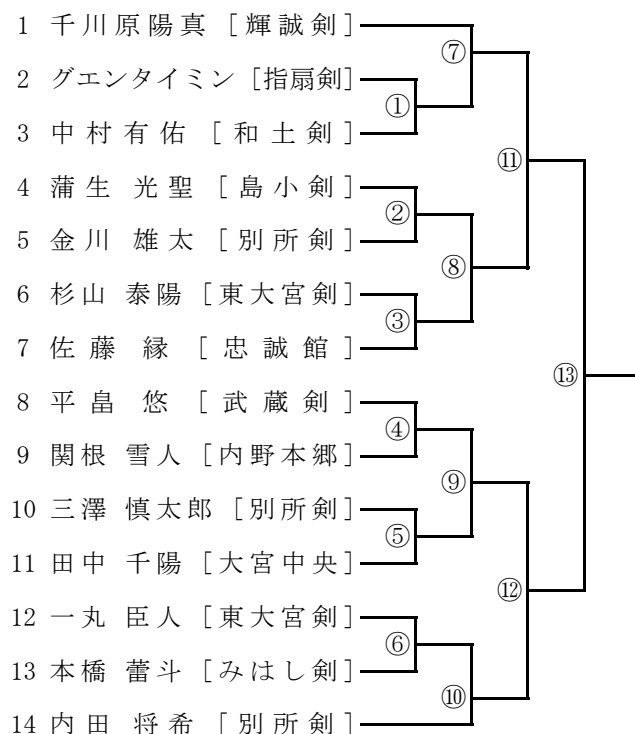 1 千川原陽真 [輝誠剣]
⑦
2 グエンタイミン [指扇剣]
①
3 中村有佑 [和土剣]
⑪
4 蒲生 光聖 [島小剣]
②
5 金川 雄太 [別所剣]
⑧
6 杉山 泰陽 [東大宮剣]
③
7 佐藤 縁 [忠誠館]
⑬
8 平畠 悠 [武蔵剣]
④
9 関根 雪人 [内野本郷]
⑨
10 三澤 慎太郎 [別所剣]
⑤
11 田中 千陽 [大宮中央]
⑫
12 一丸 臣人 [東大宮剣]
⑥
13 本橋 蕾斗 [みはし剣]
⑩
14 内田 将希 [別所剣]